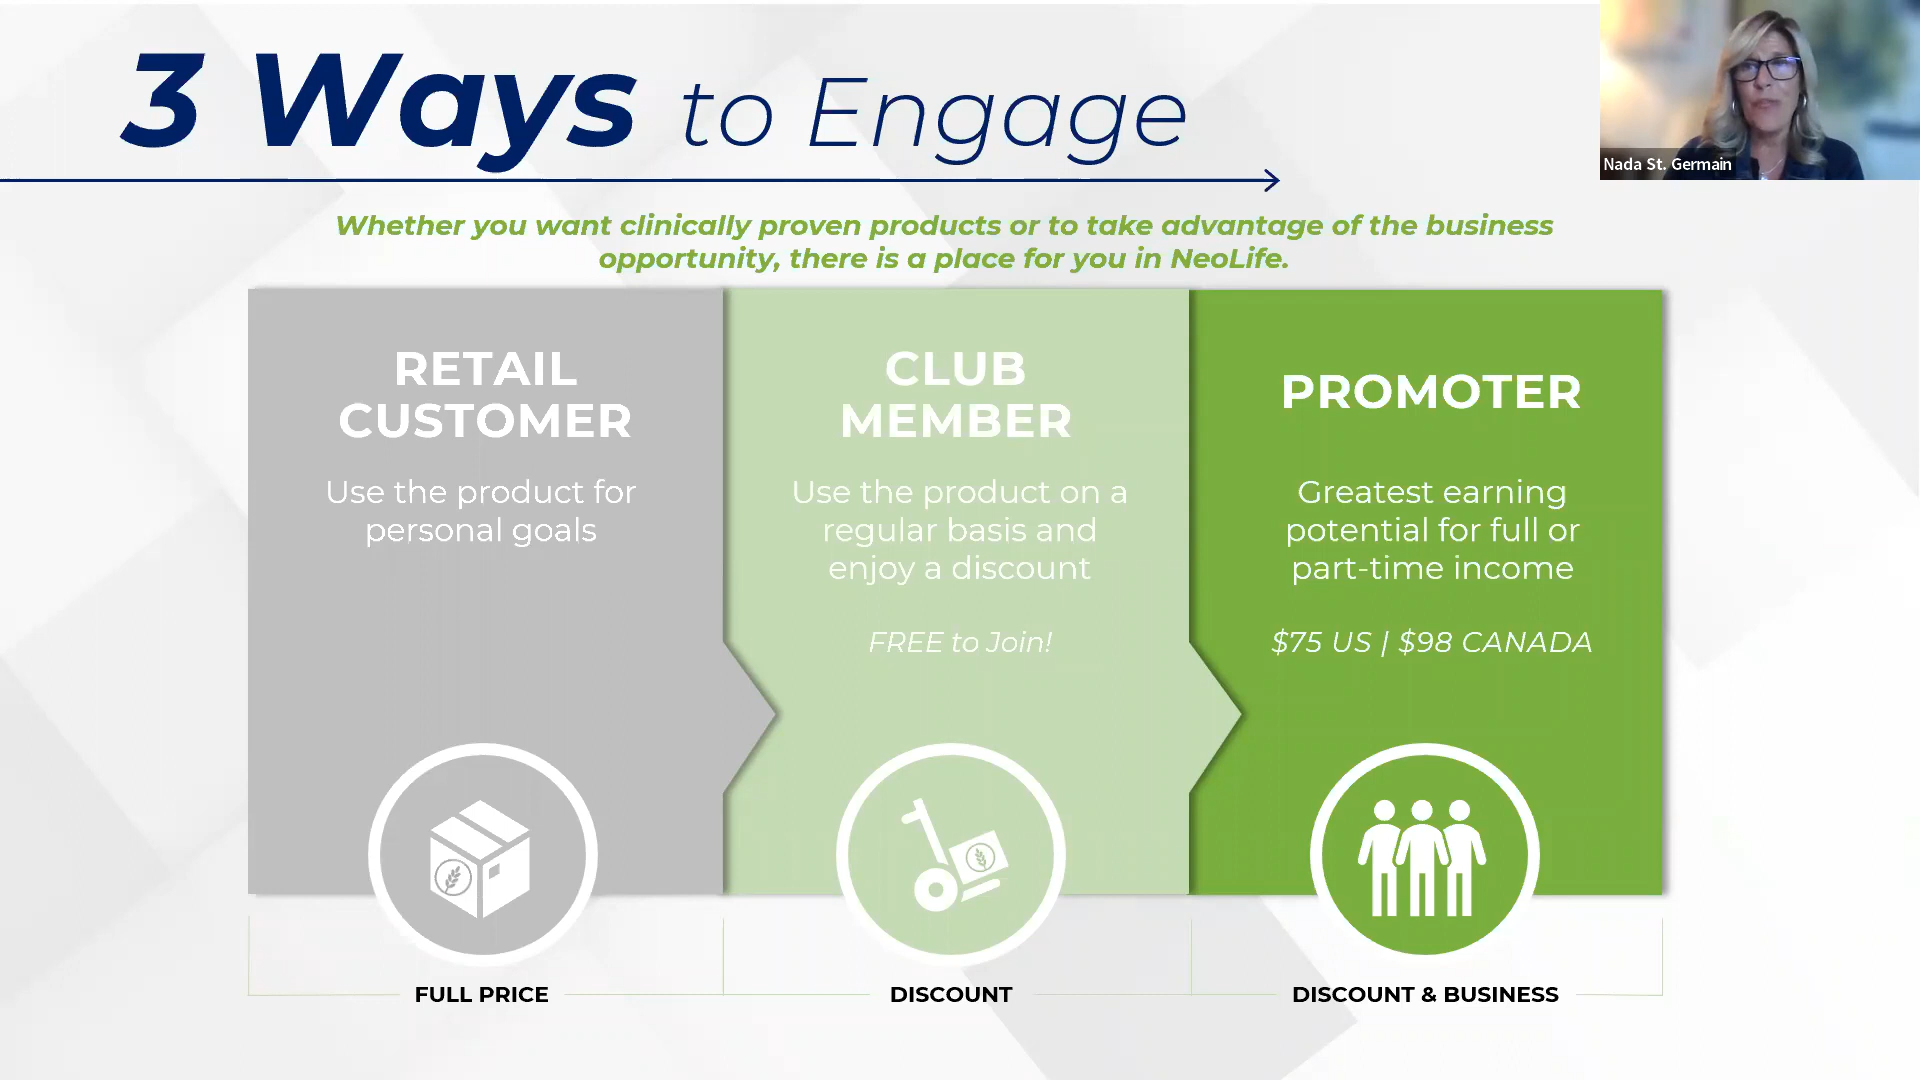 3 Ways to Engage
Nada St. Germain
Whether you want clinically proven products or to take advantage of the business
opportunity, there is a place for you in NeoLife.
RETAIL
CUSTOMER
Use the product for
personal goals
CLUB
MEMBER
Use the product on a
regular basis and
enjoy a discount
FREE to Join!
PROMOTER
Greatest earning
potential for full or
part-time income
$75 US | $98 CANADA
FULL PRICE
DISCOUNT
DISCOUNT & BUSINESS